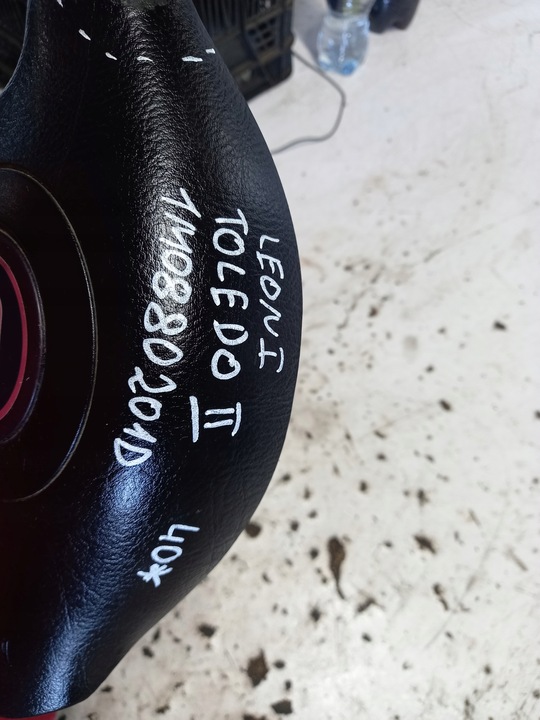 LEON I
TOLEDO II
1M0880201D
40*